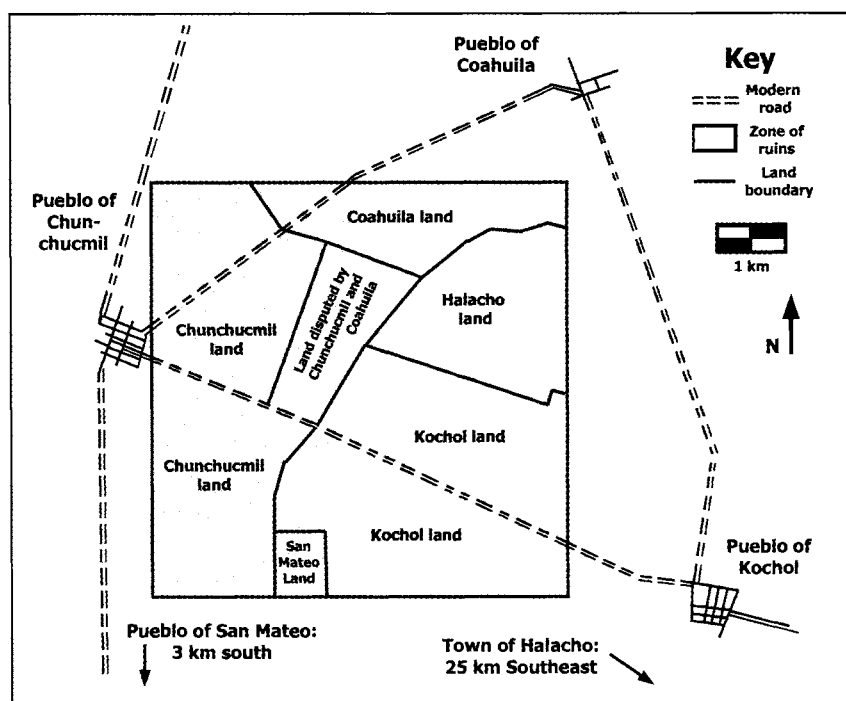 Pueblo of
Coahuila
Key
Modern
road
Zone of
ruins
Land
boundary
1 km
N
Pueblo of
Chun-
chucmil
Coahuila land
Land disputed by
Chunchucmil and
Coahuila
Halacho
land
Chunchucmil
land
Kochol land
Chunchucmil
land
Kochol land
San
Mateo
Land
Pueblo of
Kochol
Pueblo of San Mateo:
3 km south
Town of Halacho:
25 km Southeast